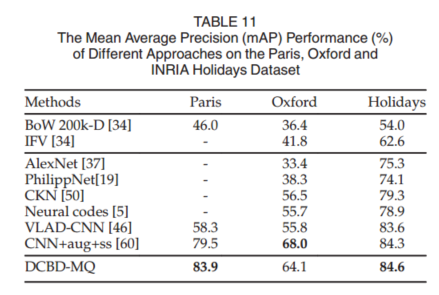 TABLE 11
The Mean Average Precision (mAP) Performance (%)
of Different Approaches on the Paris, Oxford and
INRIA Holidays Dataset
Methods Paris Oxford Holidays
BoW 200k-D [34] 46.0 36.4 54.0
IFV [34] - 41.8 62.6
AlexNet [37] - 33.4 75.3
PhilippNet[19] - 38.3 74.1
CKN [50] - 56.5 79.3
Neural codes [5] - 55.7 78.9
VLAD-CNN [46] 58.3 55.8 83.6
CNN+aug+ss [60] 79.5 68.0 84.3
DCBD-MQ 83.9 64.1 84.6